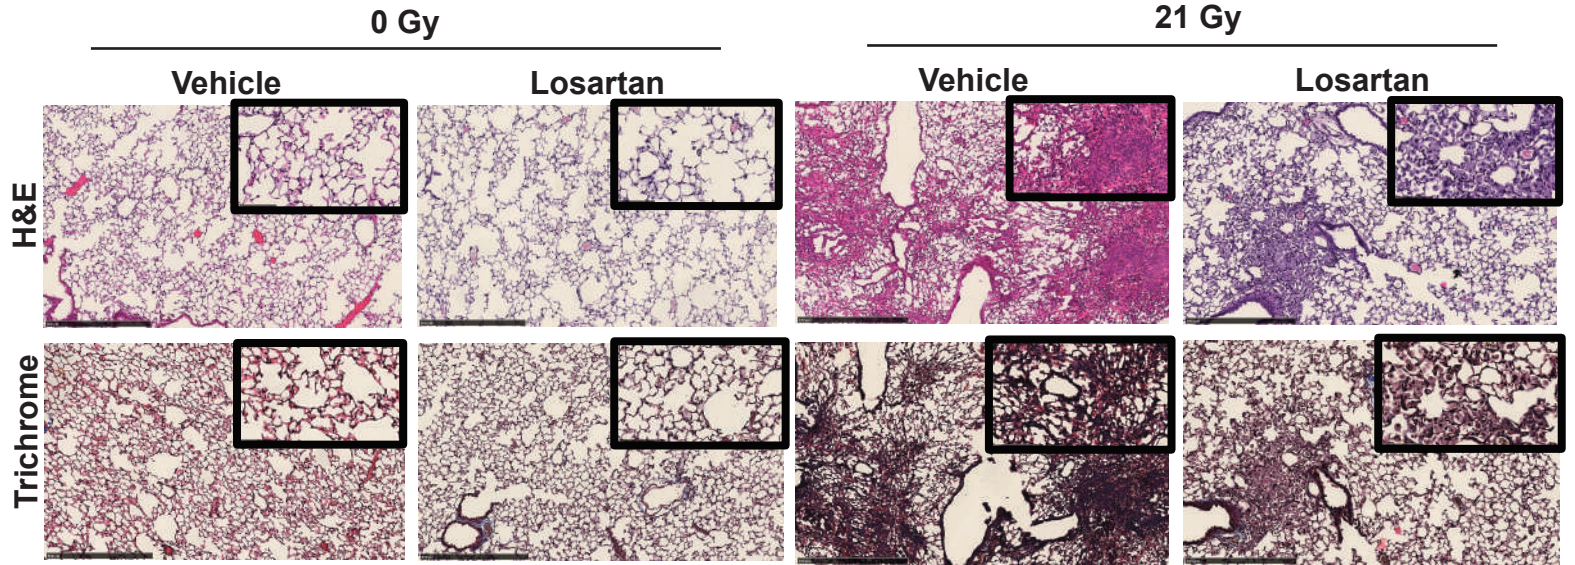 0 Gy
21 Gy
Vehicle
Losartan
Vehicle
Losartan
H&E
Trichrome